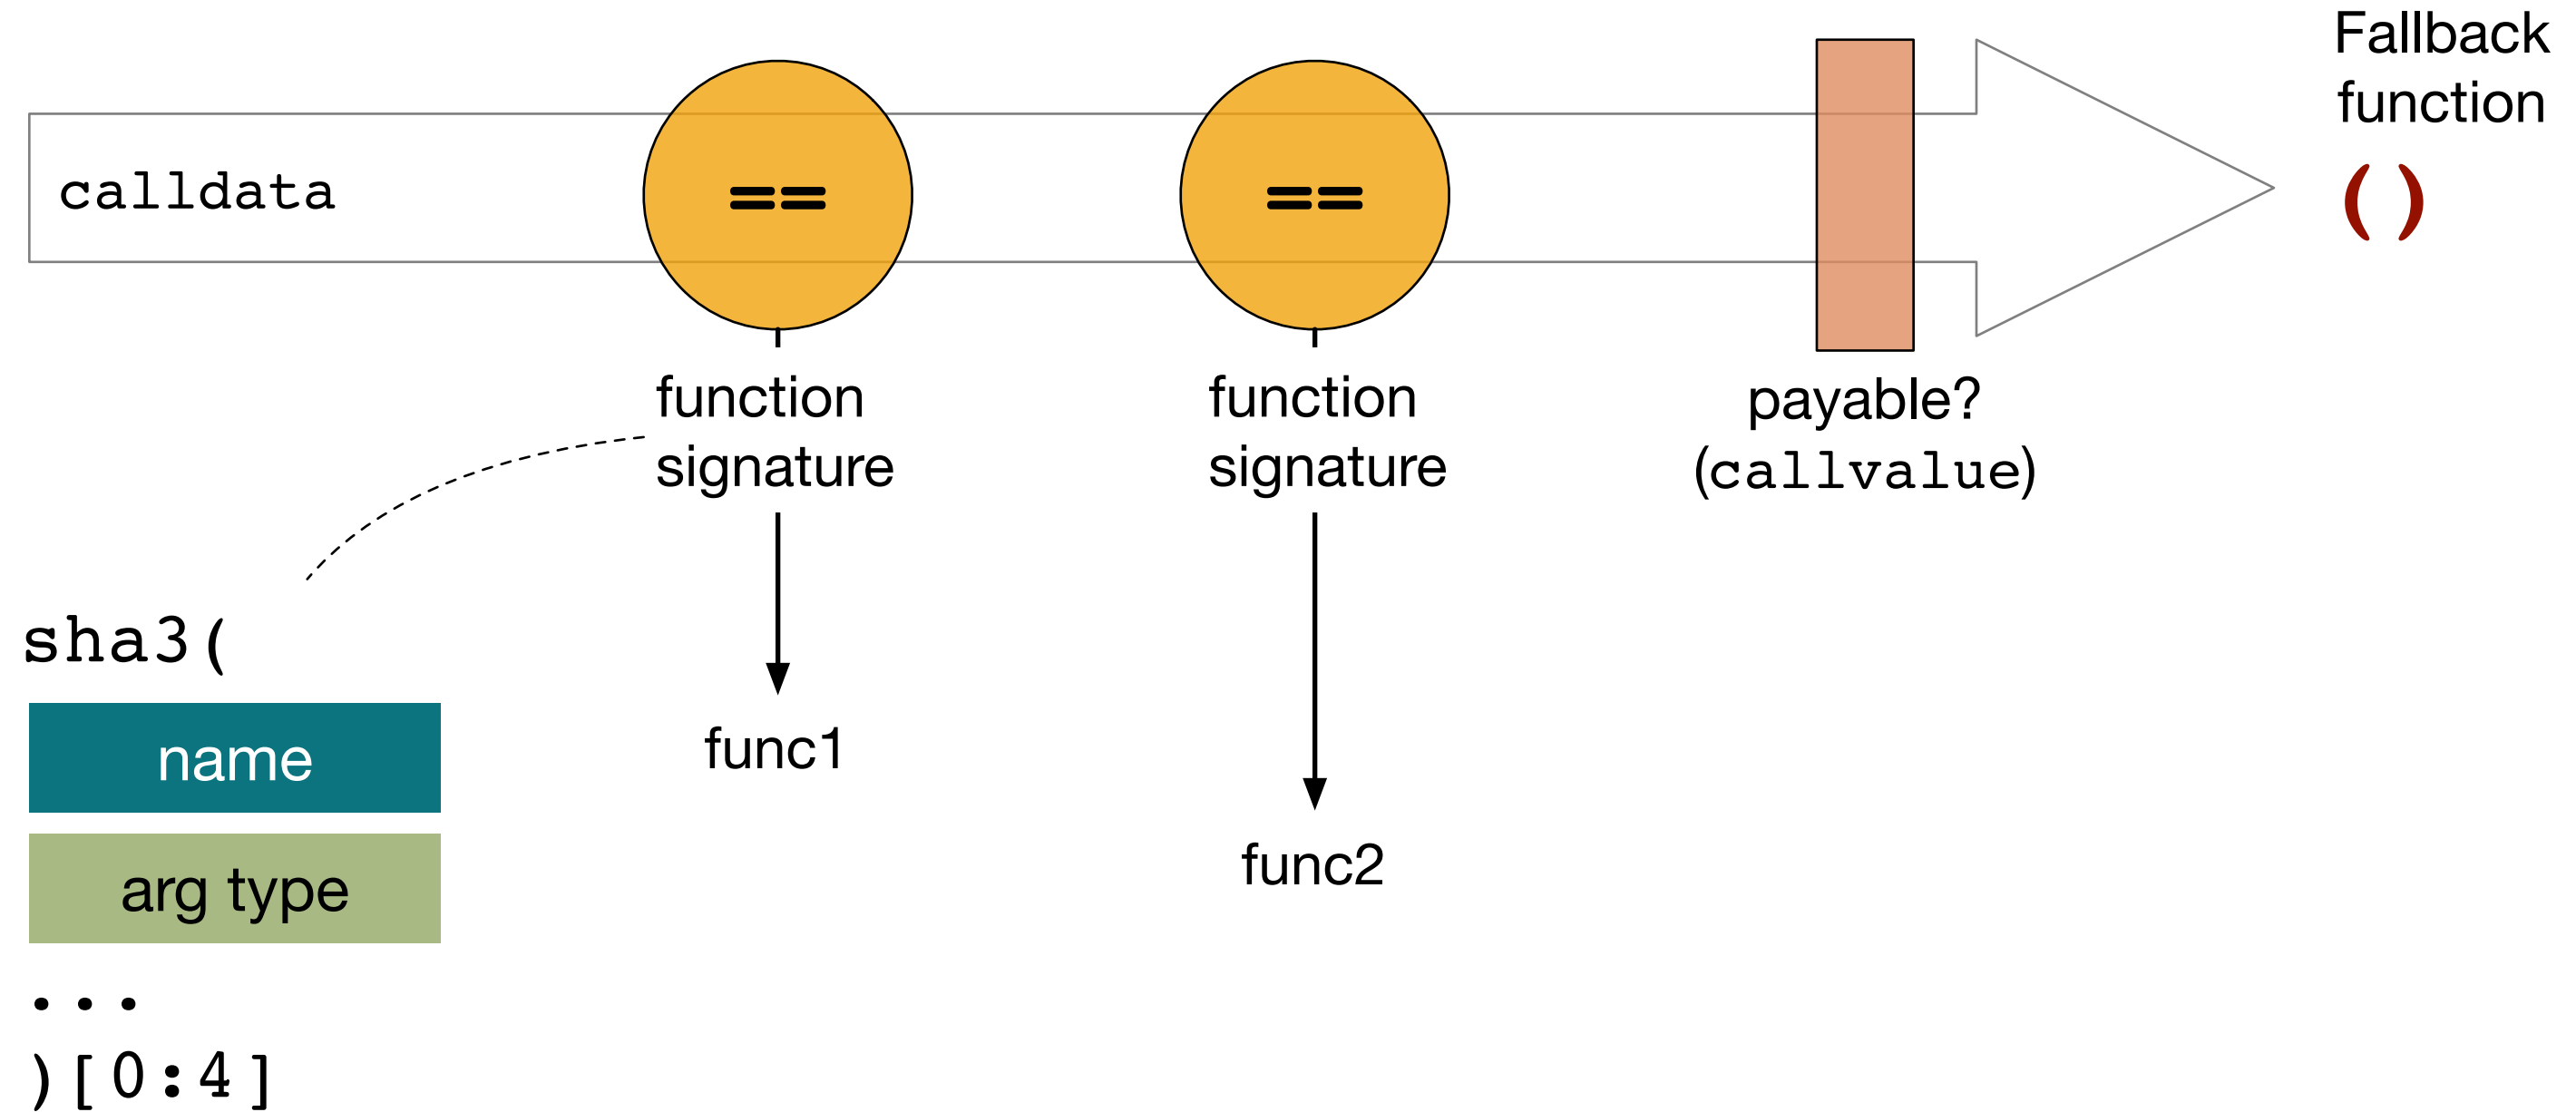 Fallback
function
()
calldata
==
==
function
signature
function
signature
payable?
(callvalue)
sha3(
name
arg type
...
)[0:4]
func1
func2